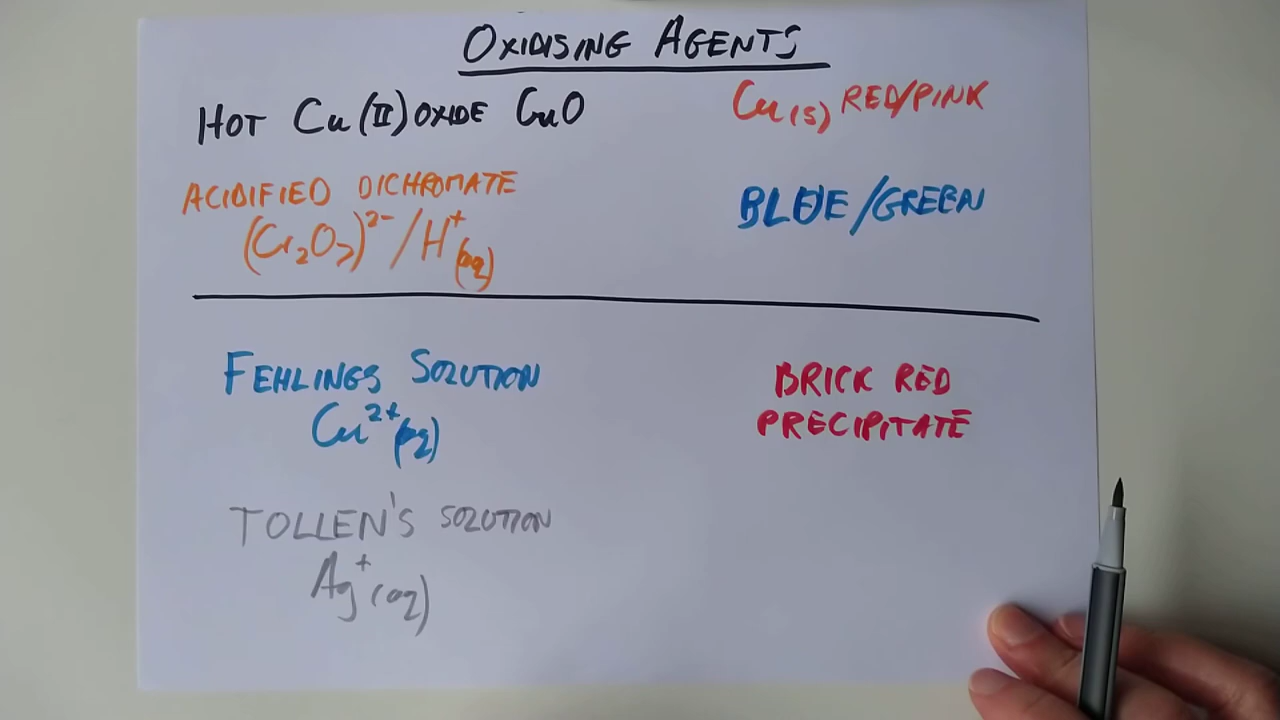 OXIDISING AGENTS
HOT Cu(II) OXIDE CuO
Cu(s) RED/PINK
ACIDIFIED DICHROMATE
(Cr₂O₇)²⁻/H⁺(aq)
BLUE/GREEN
FEHLINGS SOLUTION
Cu²⁺(aq)
BRICK RED
PRECIPITATE
TOLLEN'S SOLUTION
Ag⁺(aq)